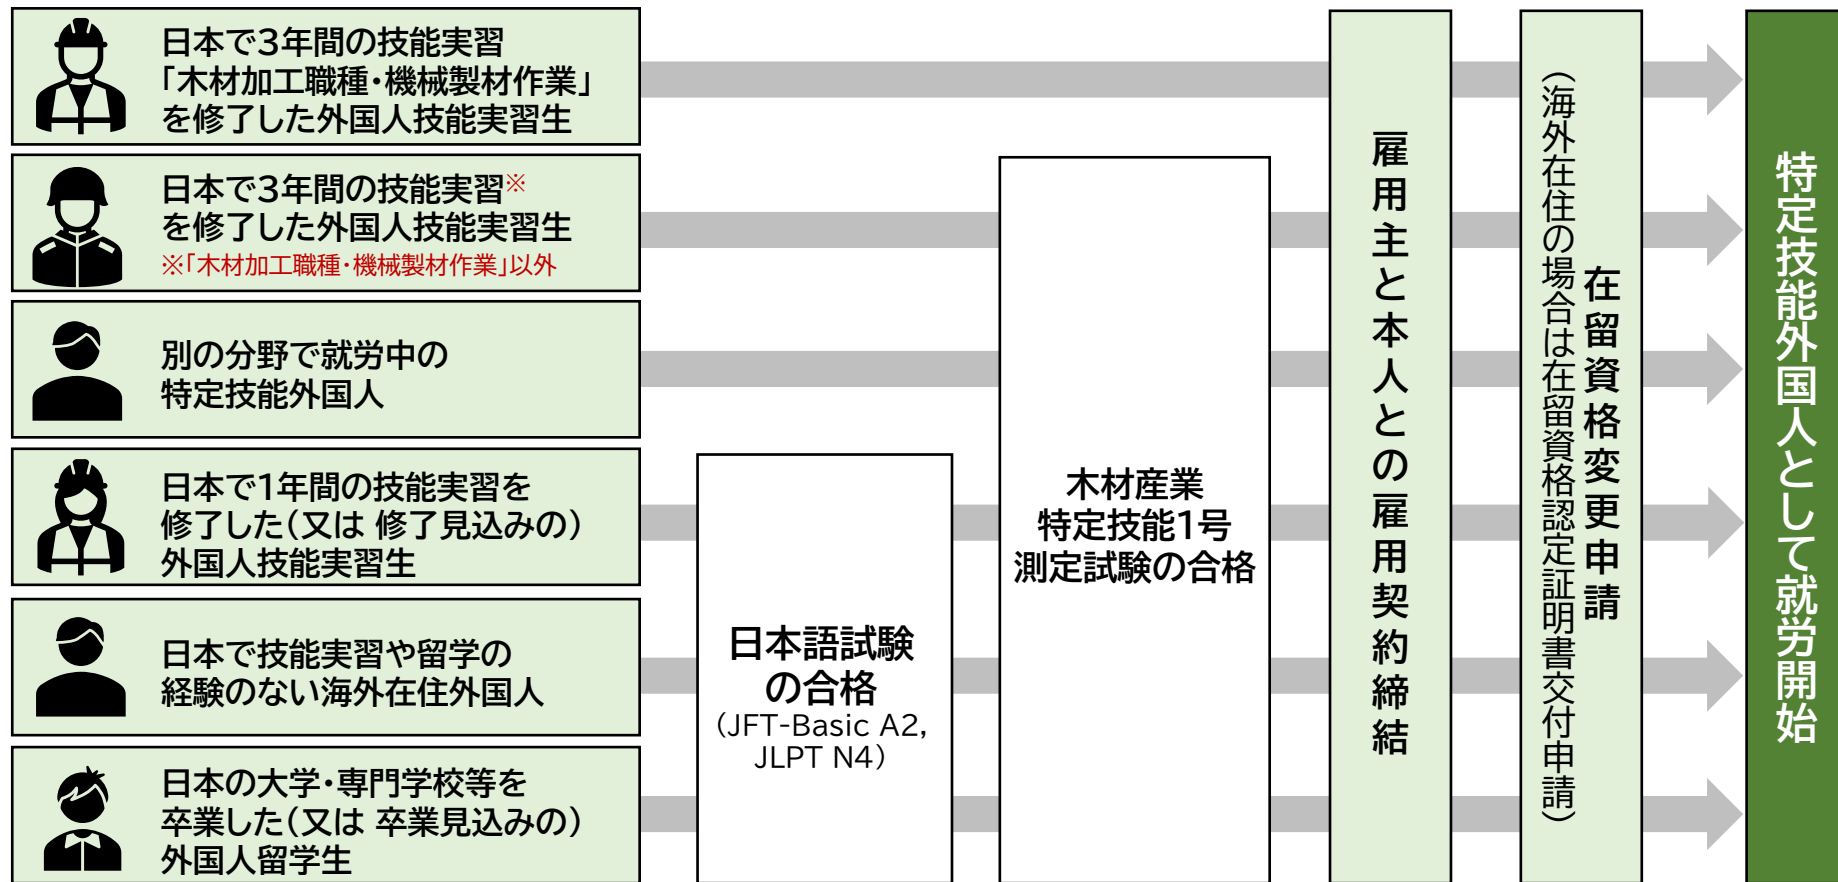 日本で3年間の技能実習
「木材加工職種・機械製材作業」
を修了した外国人技能実習生
日本で3年間の技能実習※
を修了した外国人技能実習生
※「木材加工職種・機械製材作業」以外
別の分野で就労中の
特定技能外国人
日本で1年間の技能実習を
修了した(又は 修了見込みの)
外国人技能実習生
日本で技能実習や留学の
経験のない海外在住外国人
日本の大学・専門学校等を
卒業した(又は 卒業見込みの)
外国人留学生
日本語試験
の合格
(JFT-Basic A2,
JLPT N4)
木材産業
特定技能1号
測定試験の合格
雇用主と本人との雇用契約締結
在留資格変更申請
(海外在住の場合は在留資格認定証明書交付申請)
特定技能外国人として就労開始